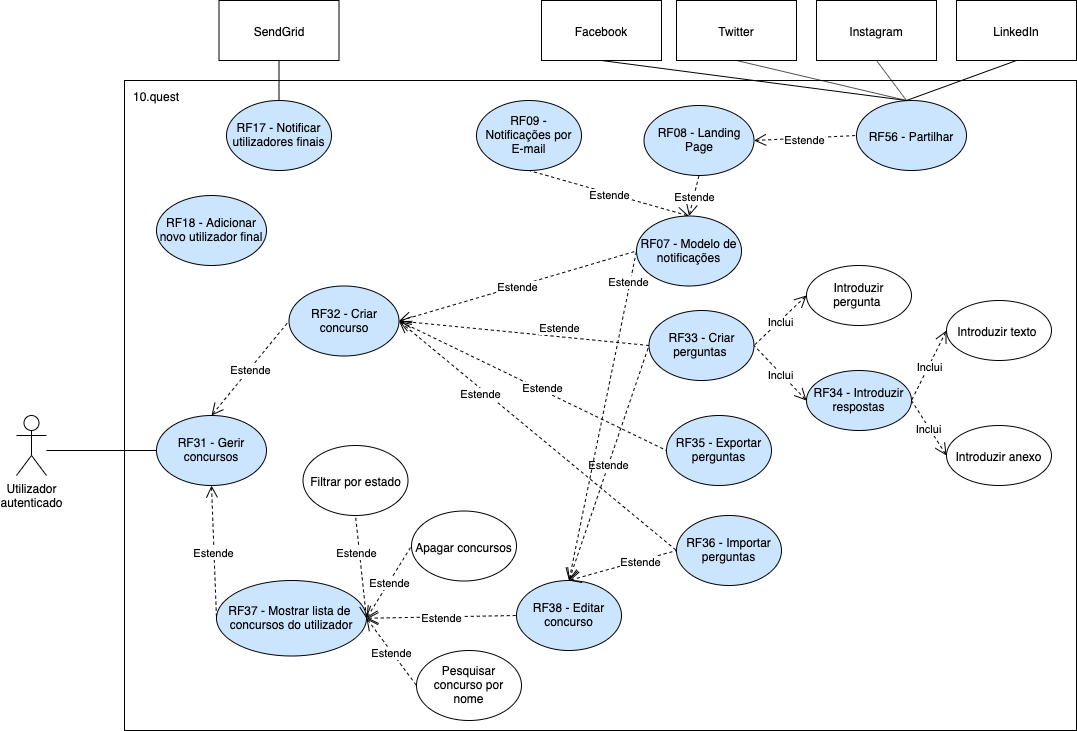 SendGrid
Facebook
Twitter
Instagram
LinkedIn
10.quest
RF17 - Notificar
utilizadores finais
RF09 -
Notificações por
E-mail
RF08 - Landing
Page
Estende
RF56 - Partilhar
Estende
Estende
RF18 - Adicionar
novo utilizador final
RF07 - Modelo de
notificações
Estende
Estende
Introduzir
pergunta
RF32 - Criar
concurso
Estende
RF33 - Criar
perguntas
Inclui
Introduzir texto
Estende
Inclui
Inclui
Estende
Estende
RF34 - Introduzir
respostas
Inclui
RF31 - Gerir
concursos
RF35 - Exportar
perguntas
Introduzir anexo
Estende
Filtrar por estado
Utilizador
autenticado
Estende
Estende
Apagar concursos
RF36 - Importar
perguntas
Estende
Estende
RF37 - Mostrar lista de
concursos do utilizador
Estende
RF38 - Editar
concurso
Estende
Pesquisar
concurso por
nome